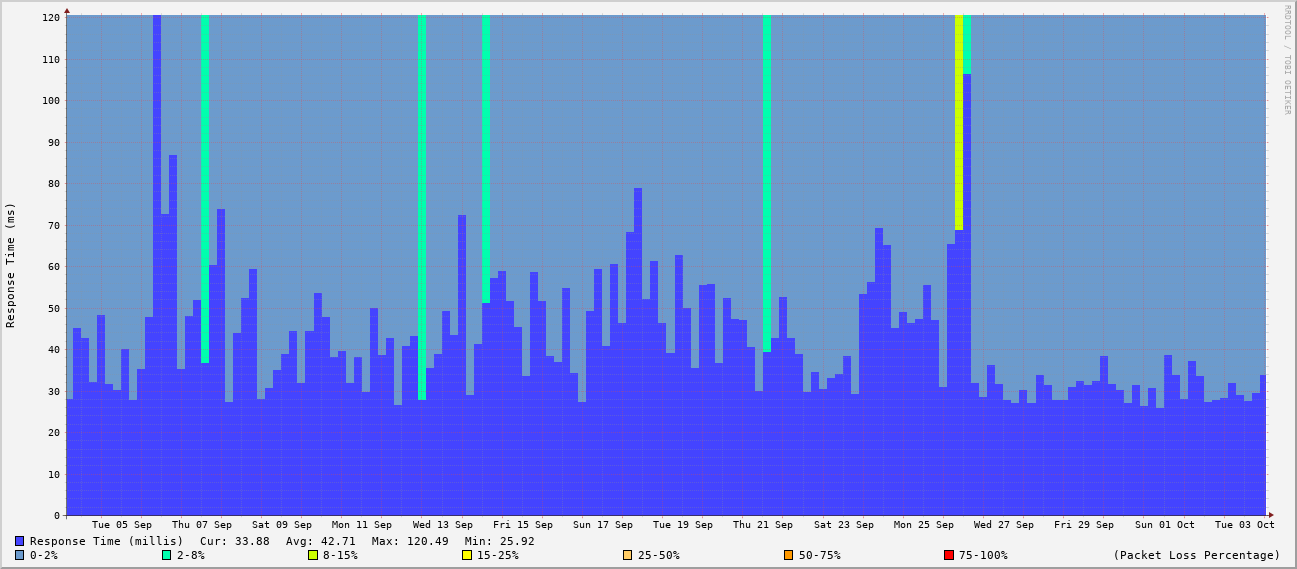 RRDTOOL / TOBI OETIKER
Response Time (ms)
120
110
100
90
80
70
60
50
40
30
20
10
0
Tue 05 Sep Thu 07 Sep Sat 09 Sep Mon 11 Sep Wed 13 Sep Fri 15 Sep Sun 17 Sep Tue 19 Sep Thu 21 Sep Sat 23 Sep Mon 25 Sep Wed 27 Sep Fri 29 Sep Sun 01 Oct Tue 03 Oct
Response Time (millis) Cur: 33.88 Avg: 42.71 Max: 120.49 Min: 25.92
0-2% 2-8% 8-15% 15-25% 25-50% 50-75% 75-100% (Packet Loss Percentage)